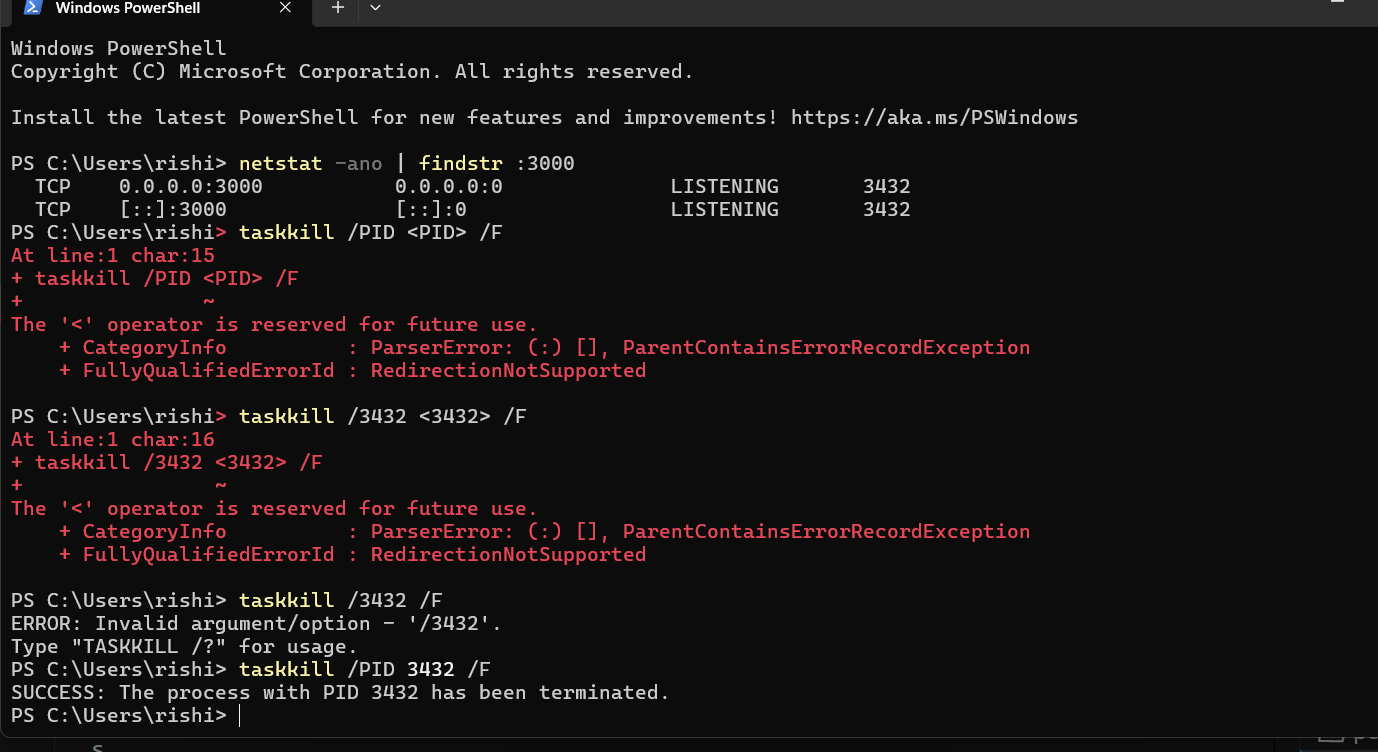 Windows PowerShell
Windows PowerShell
Copyright (C) Microsoft Corporation. All rights reserved.
Install the latest PowerShell for new features and improvements! https://aka.ms/PSWindows
PS C:\Users\rishi> netstat -ano | findstr :3000
  TCP    0.0.0.0:3000           0.0.0.0:0              LISTENING       3432
  TCP    [::]:3000              [::]:0                 LISTENING       3432
PS C:\Users\rishi> taskkill /PID <PID> /F
At line:1 char:15
+ taskkill /PID <PID> /F
+               ~
The '<' operator is reserved for future use.
    + CategoryInfo          : ParserError: (:) [], ParentContainsErrorRecordException
    + FullyQualifiedErrorId : RedirectionNotSupported
PS C:\Users\rishi> taskkill /3432 <3432> /F
At line:1 char:16
+ taskkill /3432 <3432> /F
+                ~
The '<' operator is reserved for future use.
    + CategoryInfo          : ParserError: (:) [], ParentContainsErrorRecordException
    + FullyQualifiedErrorId : RedirectionNotSupported
PS C:\Users\rishi> taskkill /3432 /F
ERROR: Invalid argument/option - '/3432'.
Type "TASKKILL /?" for usage.
PS C:\Users\rishi> taskkill /PID 3432 /F
SUCCESS: The process with PID 3432 has been terminated.
PS C:\Users\rishi>